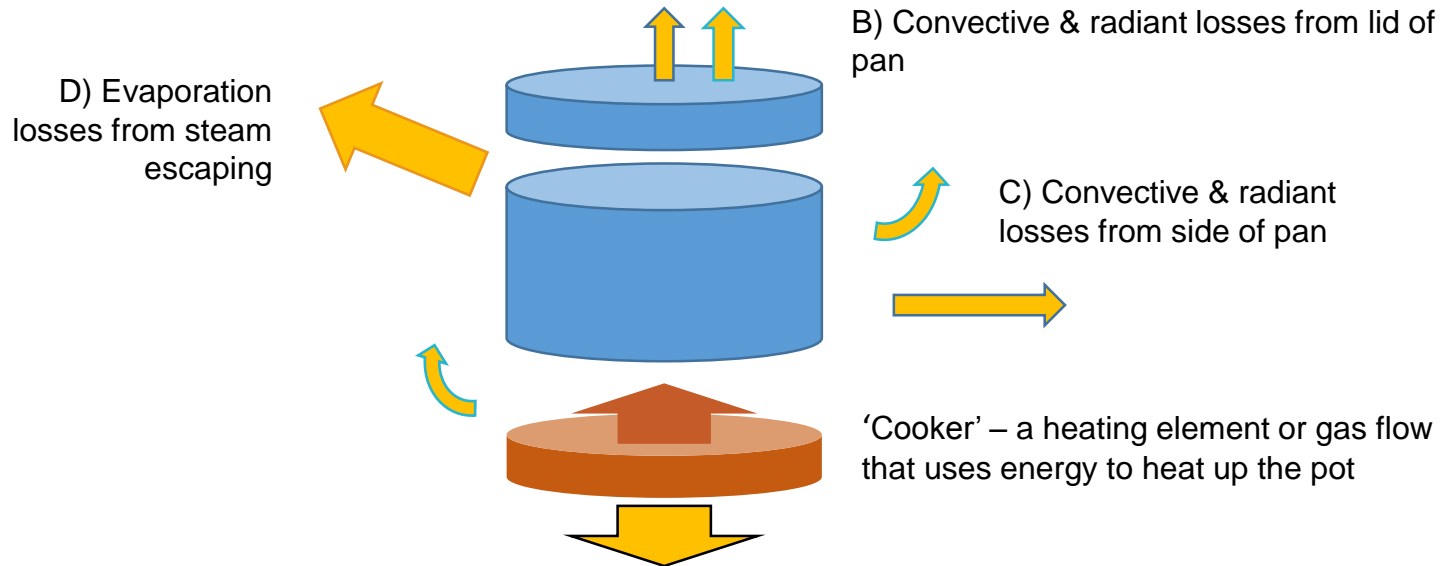 B) Convective & radiant losses from lid of
pan
D) Evaporation
losses from steam
escaping
C) Convective & radiant
losses from side of pan
‘Cooker’ – a heating element or gas flow
that uses energy to heat up the pot